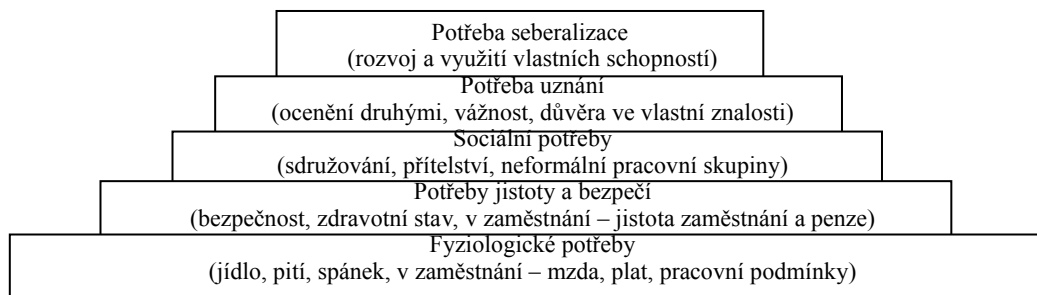 Potřeba seberalizace
(rozvoj a využití vlastních schopností)
Potřeba uznání
(ocenění druhými, vážnost, důvěra ve vlastní znalosti)
Sociální potřeby
(sdružování, přítelství, neformální pracovní skupiny)
Potřeby jistoty a bezpečí
(bezpečnost, zdravotní stav, v zaměstnání – jistota zaměstnání a penze)
Fyziologické potřeby
(jídlo, pití, spánek, v zaměstnání – mzda, plat, pracovní podmínky)